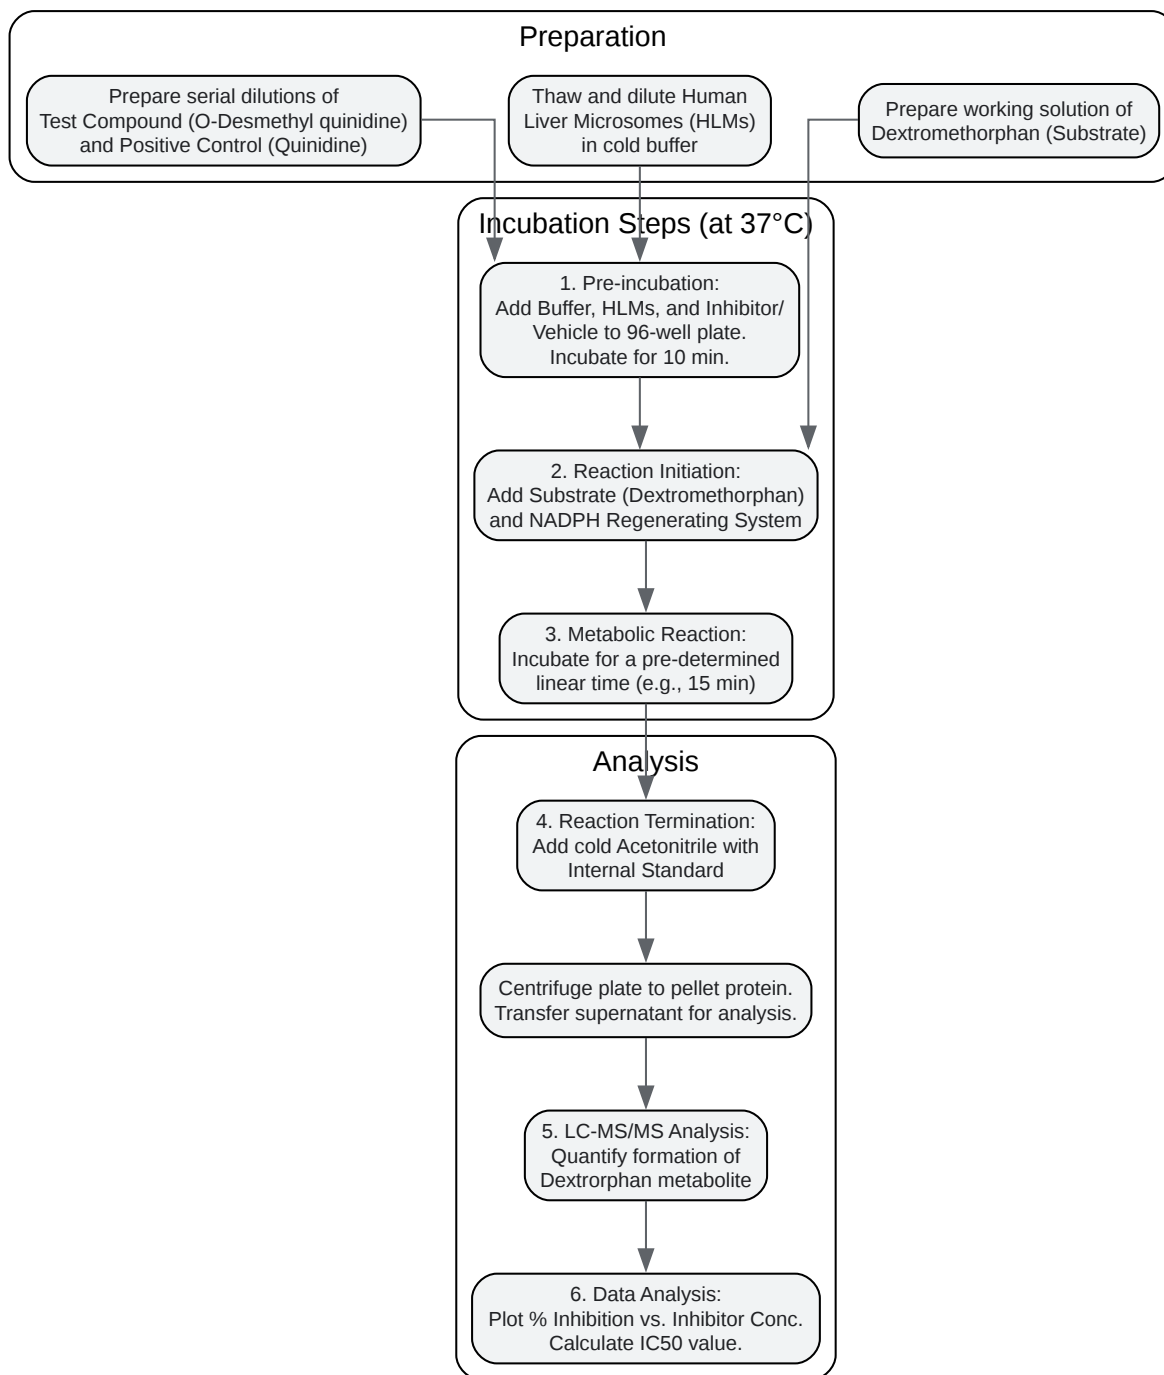 Preparation
Prepare serial dilutions of
Test Compound (O-Desmethyl quinidine)
and Positive Control (Quinidine)
Thaw and dilute Human
Liver Microsomes (HLMs)
in cold buffer
Prepare working solution of
Dextromethorphan (Substrate)
Incubation Steps (at 37°C)
1. Pre-incubation:
Add Buffer, HLMs, and Inhibitor/
Vehicle to 96-well plate.
Incubate for 10 min.
2. Reaction Initiation:
Add Substrate (Dextromethorphan)
and NADPH Regenerating System
3. Metabolic Reaction:
Incubate for a pre-determined
linear time (e.g., 15 min)
Analysis
4. Reaction Termination:
Add cold Acetonitrile with
Internal Standard
Centrifuge plate to pellet protein.
Transfer supernatant for analysis.
5. LC-MS/MS Analysis:
Quantify formation of
Dextrorphan metabolite
6. Data Analysis:
Plot % Inhibition vs. Inhibitor Conc.
Calculate IC50 value.